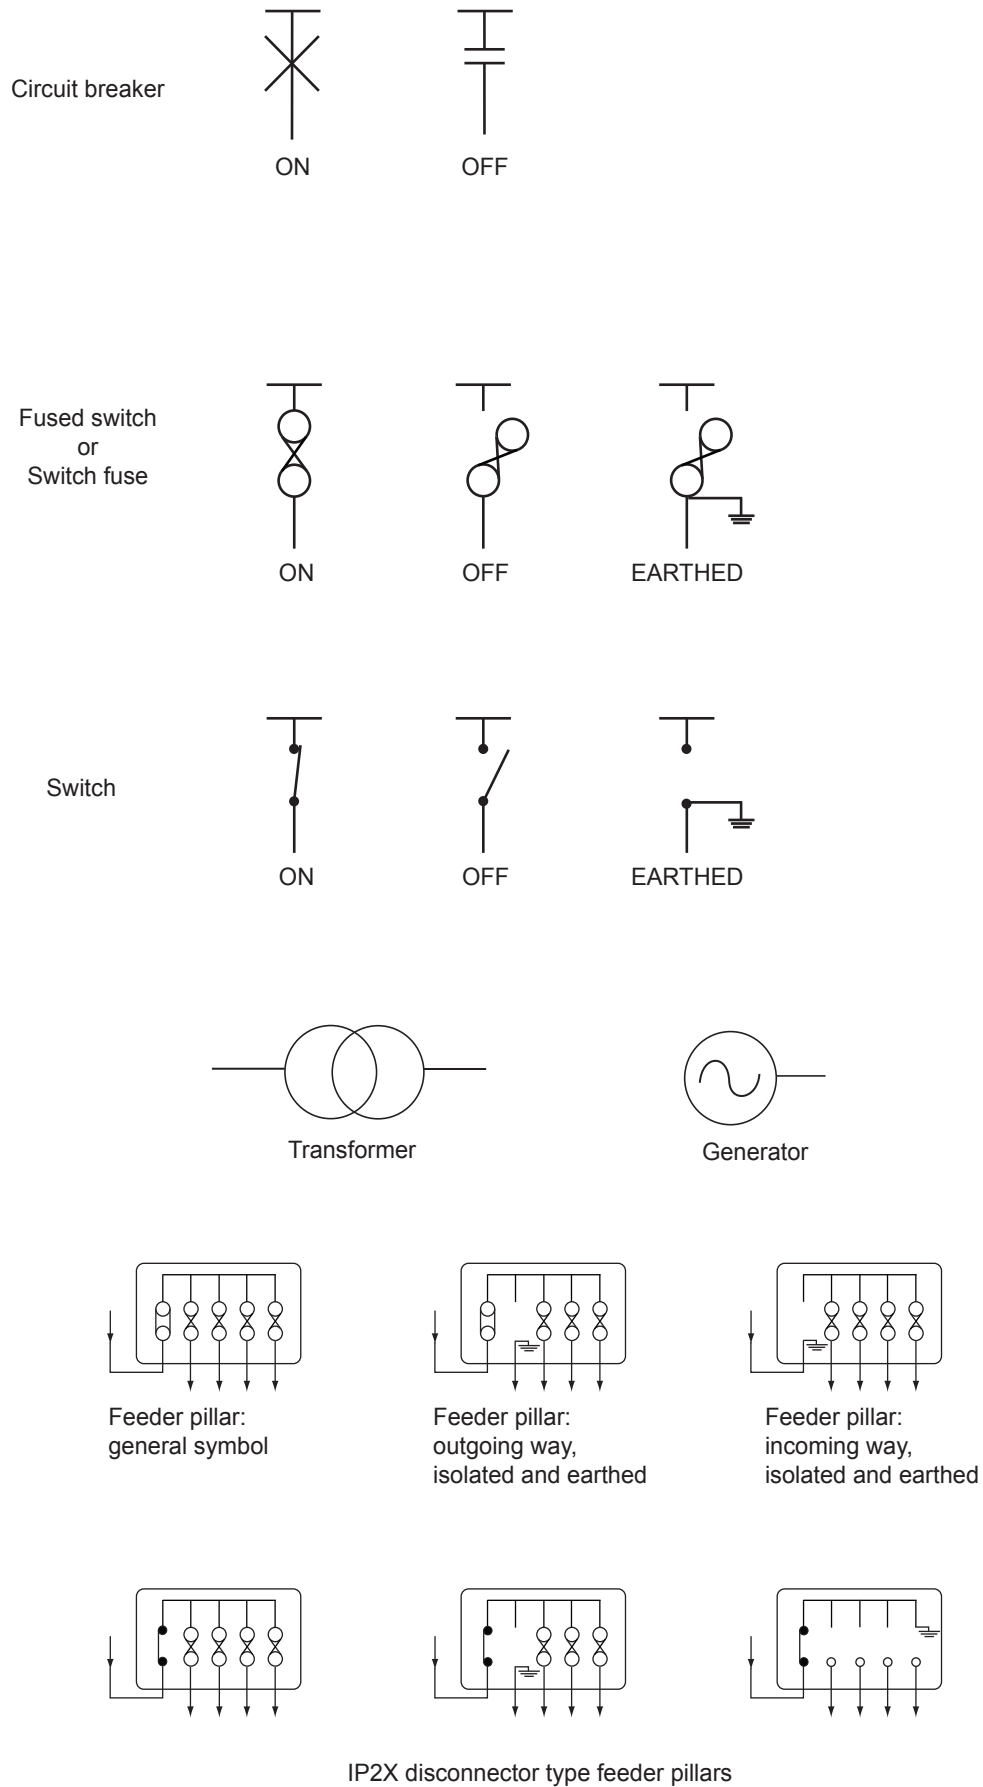 Circuit breaker
ON
OFF
Fused switch
or
Switch fuse
ON
OFF
EARTHED
Switch
ON
OFF
EARTHED
Transformer
Generator
Feeder pillar:
general symbol
Feeder pillar:
outgoing way,
isolated and earthed
Feeder pillar:
incoming way,
isolated and earthed
IP2X disconnector type feeder pillars